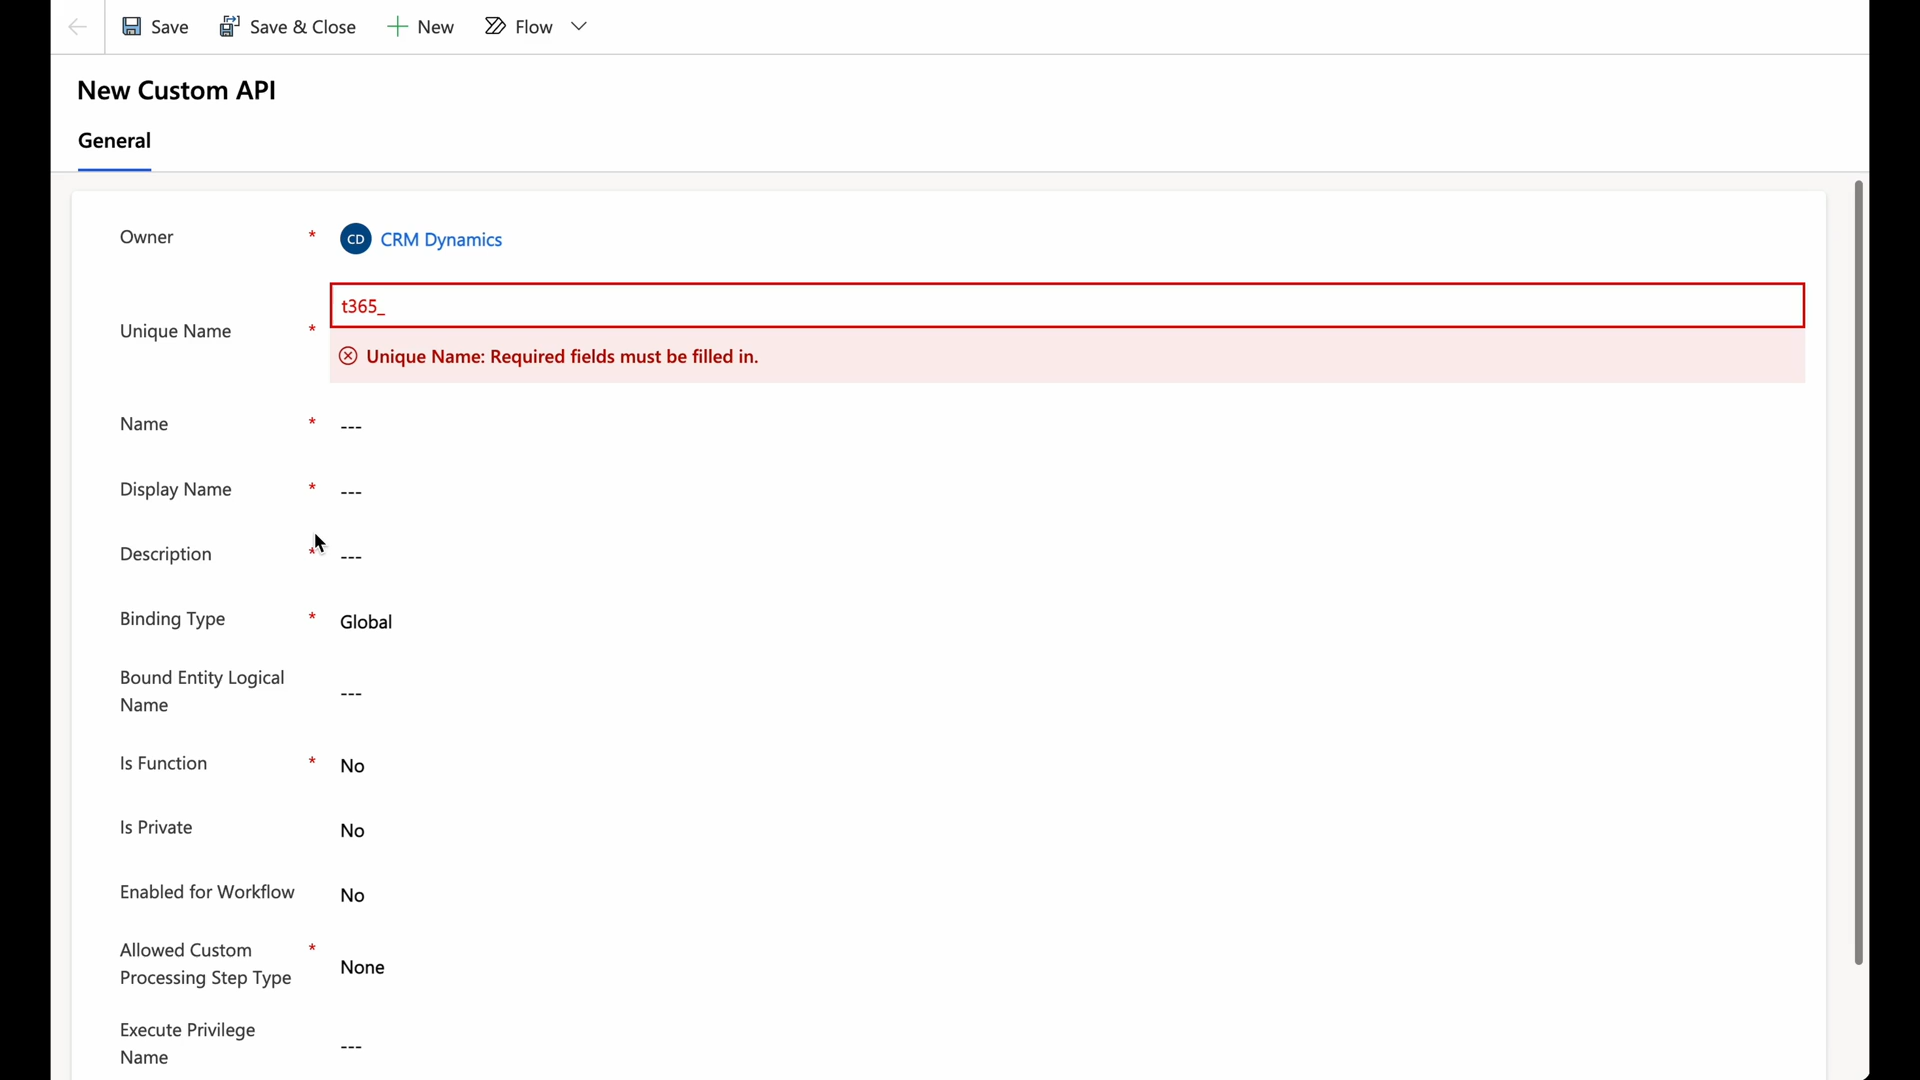 Save Save & Close New Flow
New Custom API
General
Owner * CD CRM Dynamics
t365_
Unique Name *
Unique Name: Required fields must be filled in.
Name * ---
Display Name * ---
Description * ---
Binding Type * Global
Bound Entity Logical
Name ---
Is Function * No
Is Private No
Enabled for Workflow No
Allowed Custom *
Processing Step Type None
Execute Privilege
Name ---